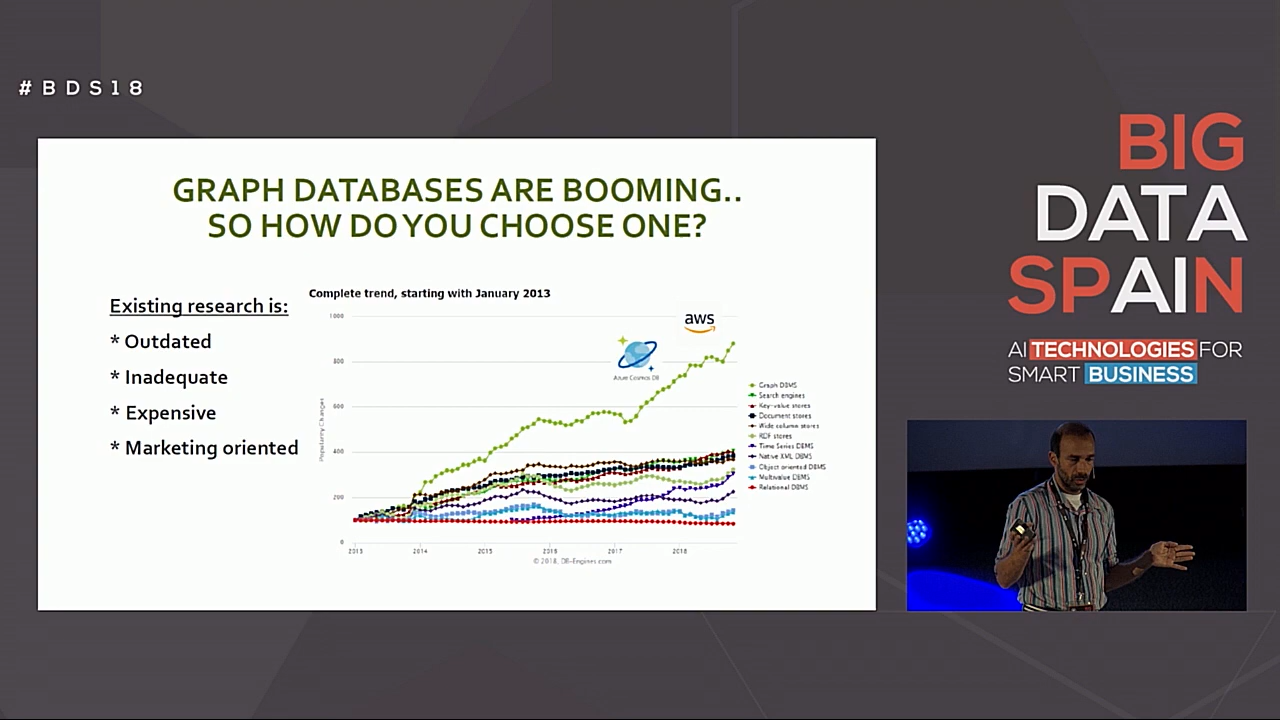 #BDS18
GRAPH DATABASES ARE BOOMING..
SO HOW DO YOU CHOOSE ONE?
Existing research is:
* Outdated
* Inadequate
* Expensive
* Marketing oriented
Complete trend, starting with January 2013
1000
800
600
400
200
0
Popularity Changes
2013
2014
2015
2016
2017
2018
© 2018, DB-Engines.com
aws
Azure Cosmos DB
Graph DBMS
Search engines
Key-value stores
Document stores
Wide column stores
RDF stores
Time Series DBMS
Native XML DBMS
Object oriented DBMS
Multivalue DBMS
Relational DBMS
BIG
DATA
SPAIN
AI TECHNOLOGIES FOR
SMART BUSINESS